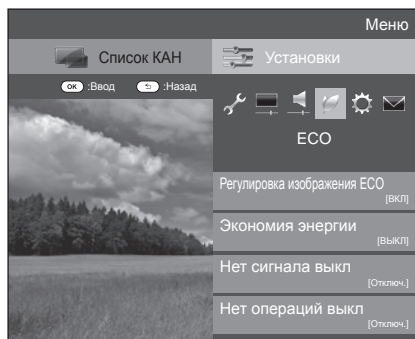 Меню
Список КАН
Установки
OK :Ввод :Назад
ECO
Регулировка изображения ECO
[ВКЛ]
Экономия энергии
[ВЫКЛ]
Нет сигнала выкл
[Отключ.]
Нет операций выкл
[Отключ.]